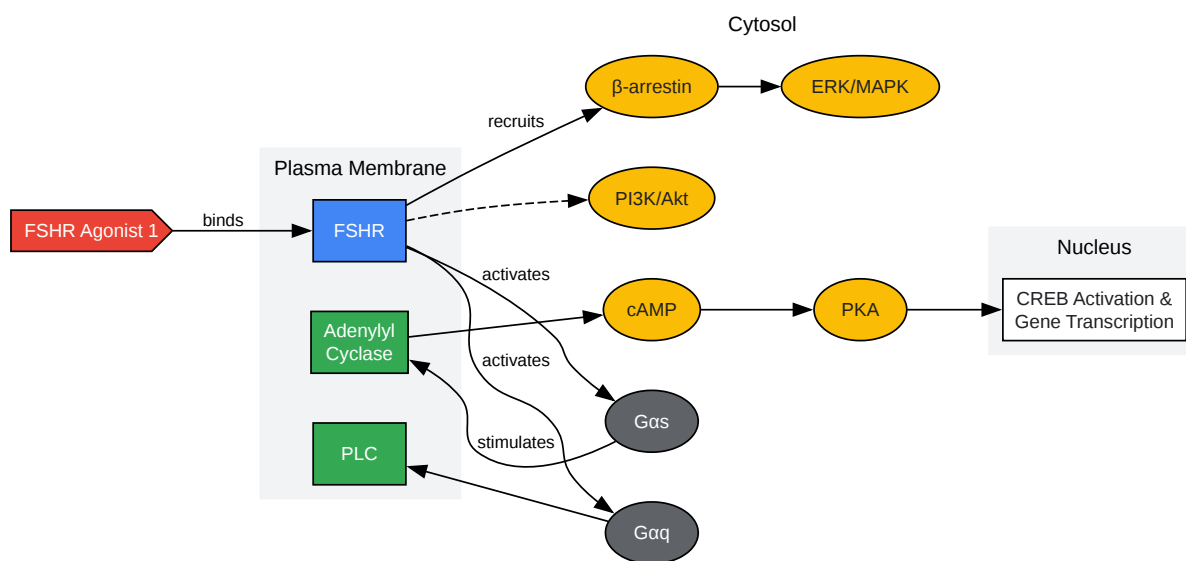 Cytosol
β-arrestin
ERK/MAPK
recruits
Plasma Membrane
PI3K/Akt
FSHR Agonist 1
binds
FSHR
Nucleus
activates
CREB Activation &
Gene Transcription
cAMP
PKA
Adenylyl
Cyclase
activates
Gαs
stimulates
PLC
Gαq